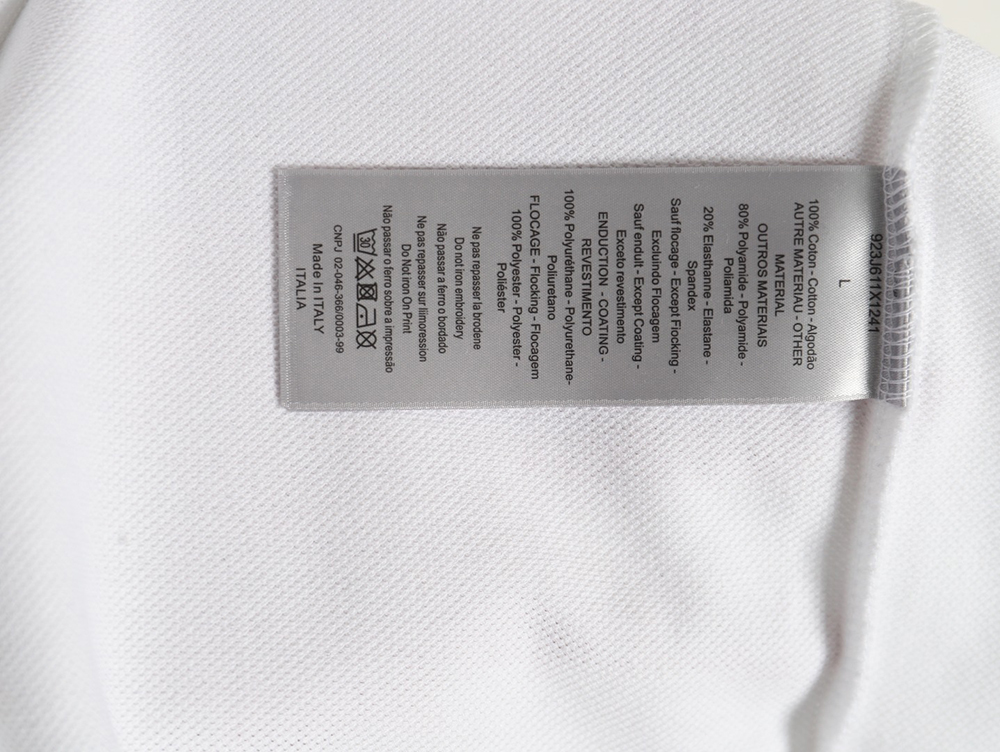 923J611X1241
L
100% Coton - Cotton - Algodão
AUTRE MATERIAU - OTHER
MATERIAL
OUTROS MATERIAIS
80% Polyamide - Polyamide -
Poliamida
20% Elasthanne - Elastane -
Spandex
Sauf flocage - Except Flocking -
Excluindo Flocagem
Sauf enduit - Except Coating -
Exceto revestimento
ENDUCTION - COATING -
REVESTIMENTO
100% Polyuréthane - Polyurethane-
Poliuretano
FLOCAGE - Flocking - Flocagem
100% Polyester - Polyester -
Poliéster
Ne pas repasser la brodene
Do not iron embroidery
Não passar a ferro o bordado
Ne pas repasser sur Iiimoression
Do Not iron On Print
Não passar o ferro sobre a impressão
30
CNPJ 02-046-366/0003-99
Made In ITALY
ITALIA